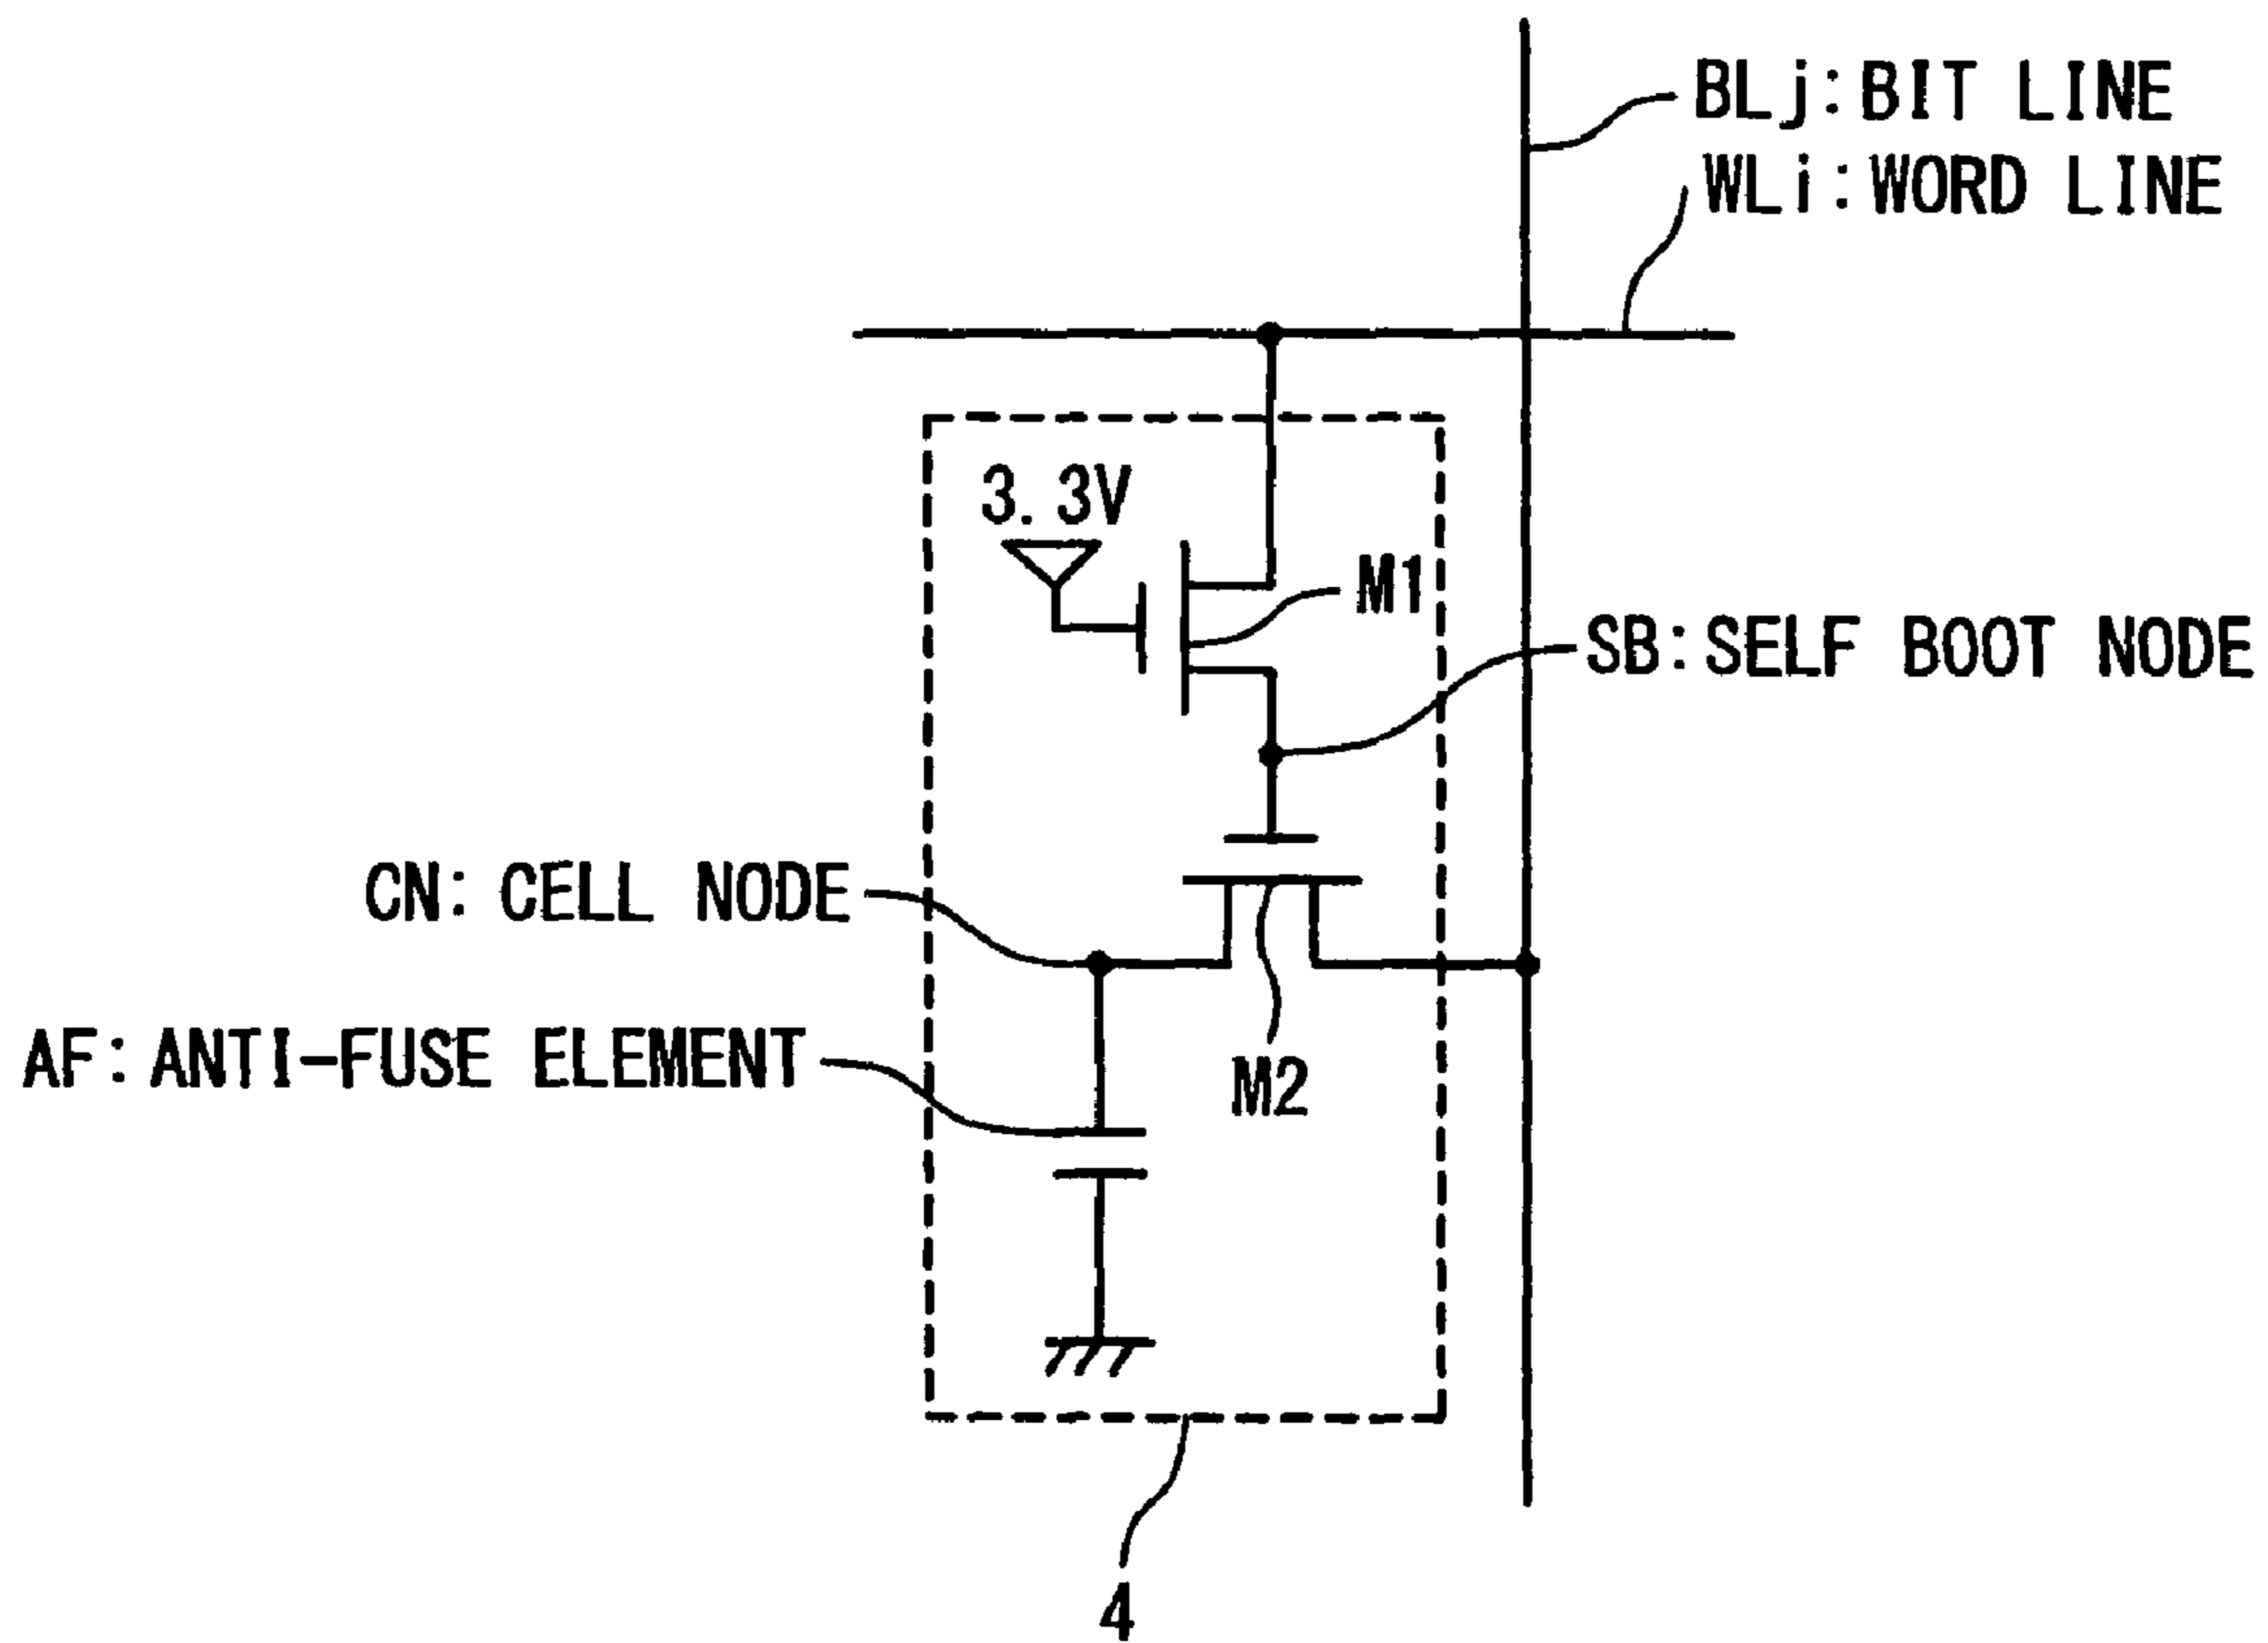 BLj:BIT LINE
WLi:WORD LINE
3.3V
M1
SB:SELF BOOT NODE
CN: CELL NODE
AF:ANTI-FUSE ELEMENT
M2
4